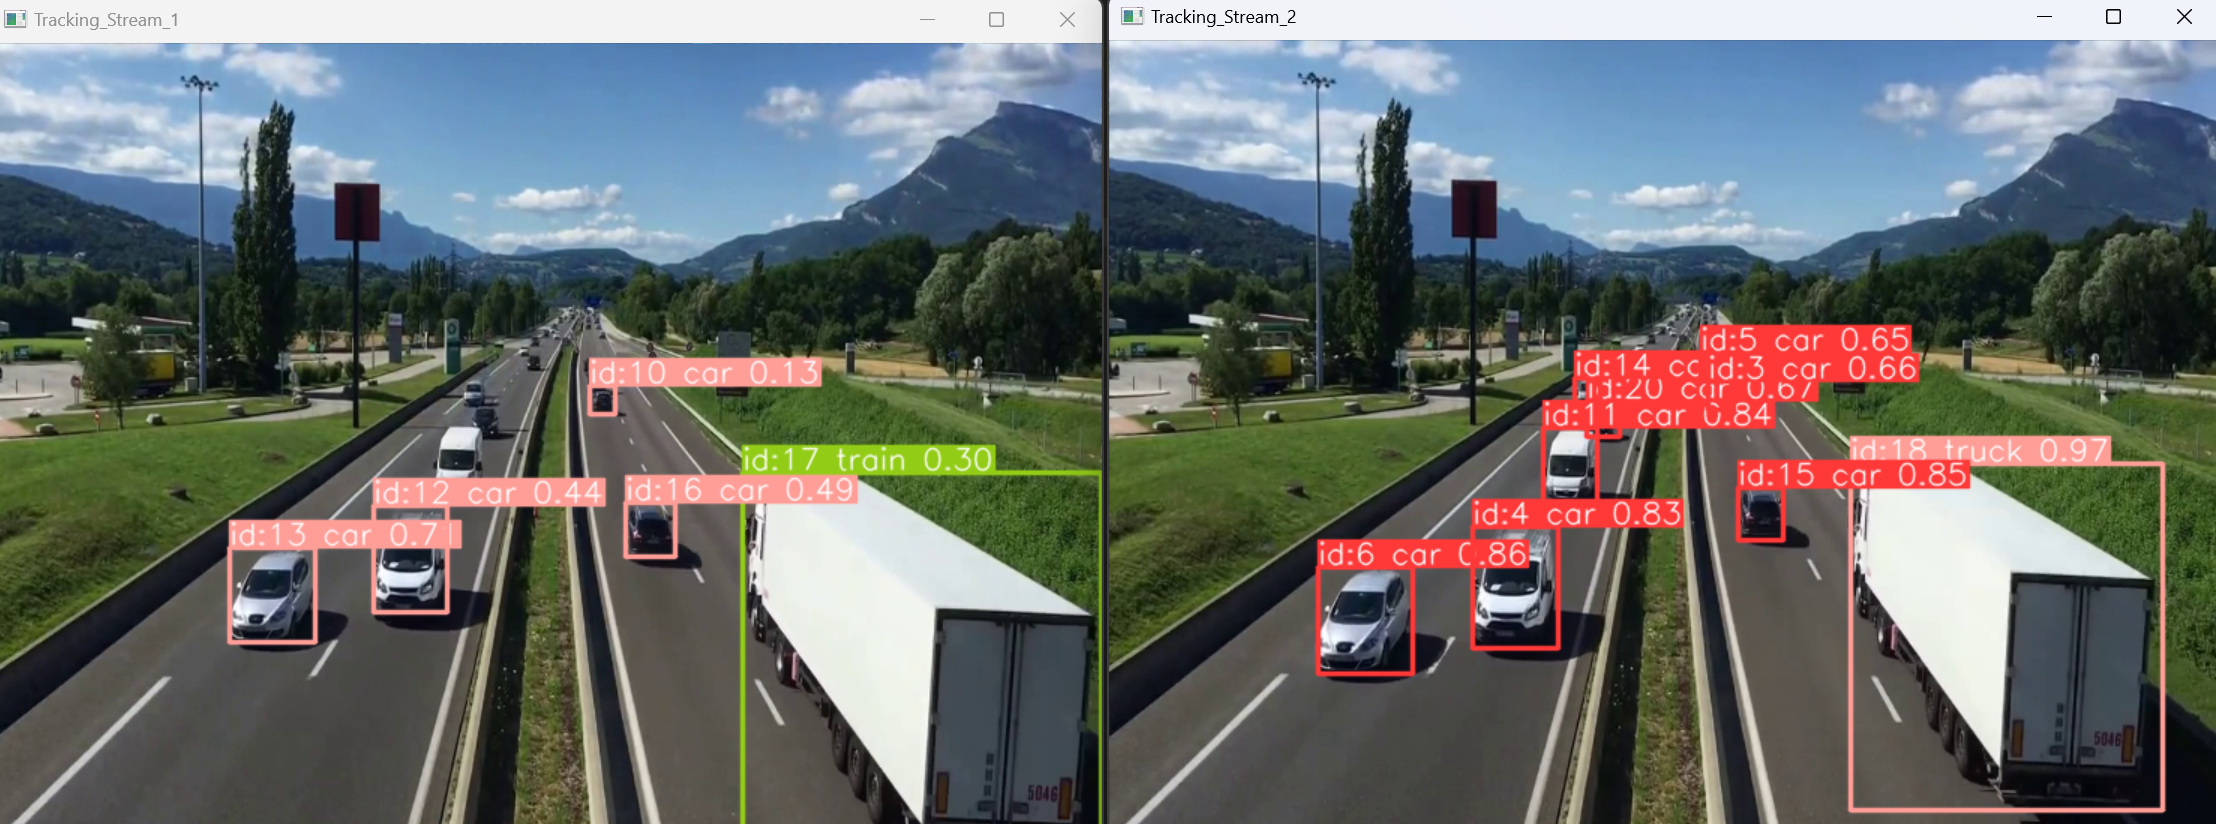 Tracking_Stream_1
id:10 car 0.13
id:17 train 0.30
id:12 car 0.44
id:16 car 0.49
id:13 car 0.71
5046
Tracking_Stream_2
id:5 car 0.65
id:14 ca
id:3 car 0.66
id:20 car 0.67
id:11 car 0.84
id:18 truck 0.97
id:15 car 0.85
id:4 car 0.83
id:6 car 0.86
5046